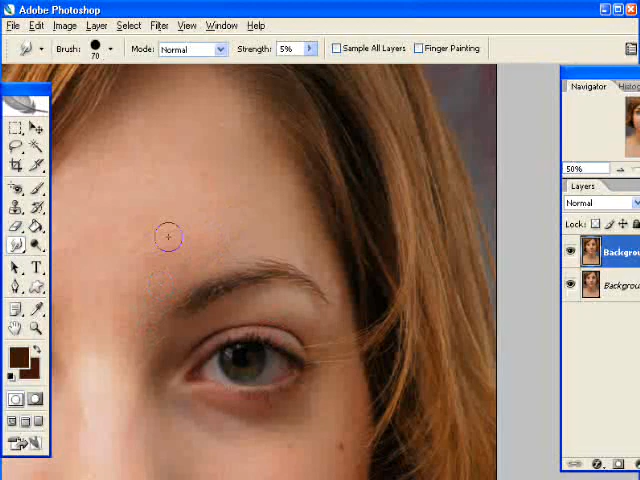 Adobe Photoshop
File Edit Image Layer Select Filter View Window Help
Brush: 70 Mode: Normal Strength: 5% Sample All Layers Finger Painting
Navigator Histog
50%
Layers
Normal
Lock:
Backgrou
Backgrou